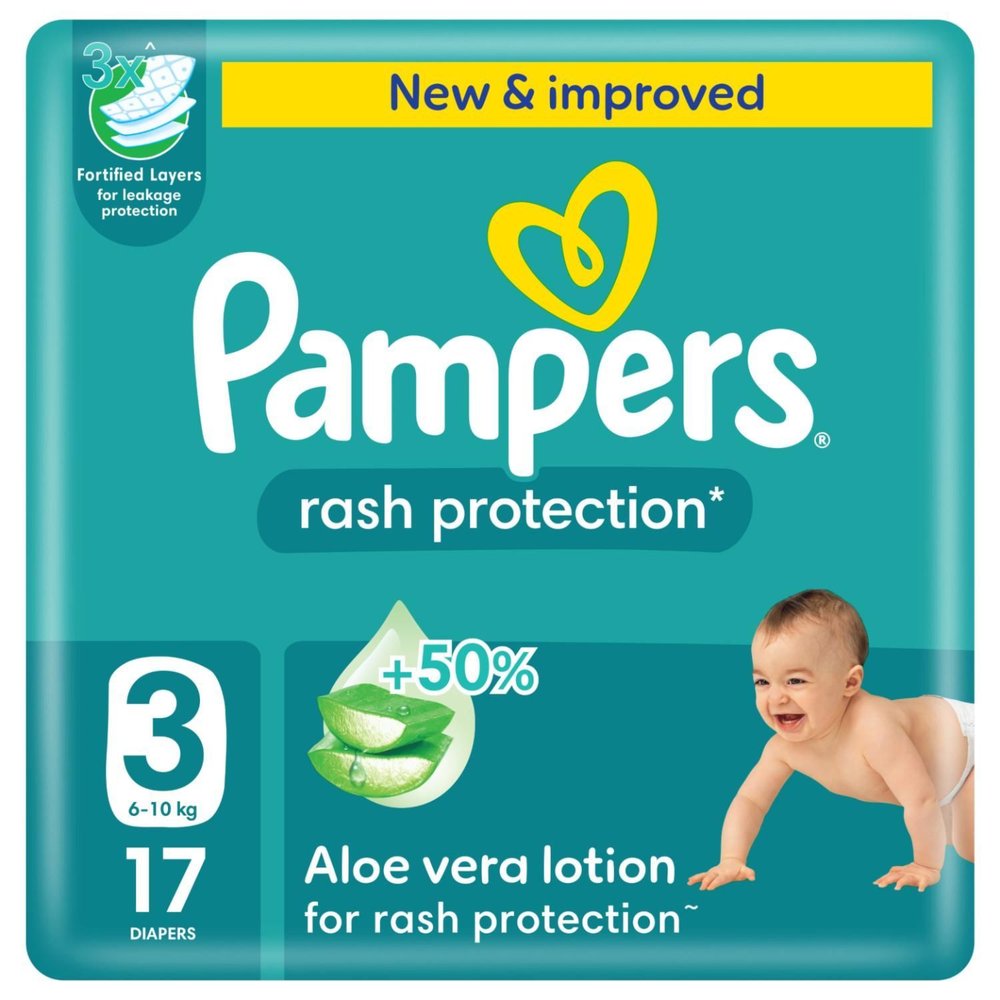 3x^
Fortified Layers
for leakage
protection
New & improved
Pampers®
rash protection*
+50%
3
6-10 kg
17
DIAPERS
Aloe vera lotion
for rash protection~